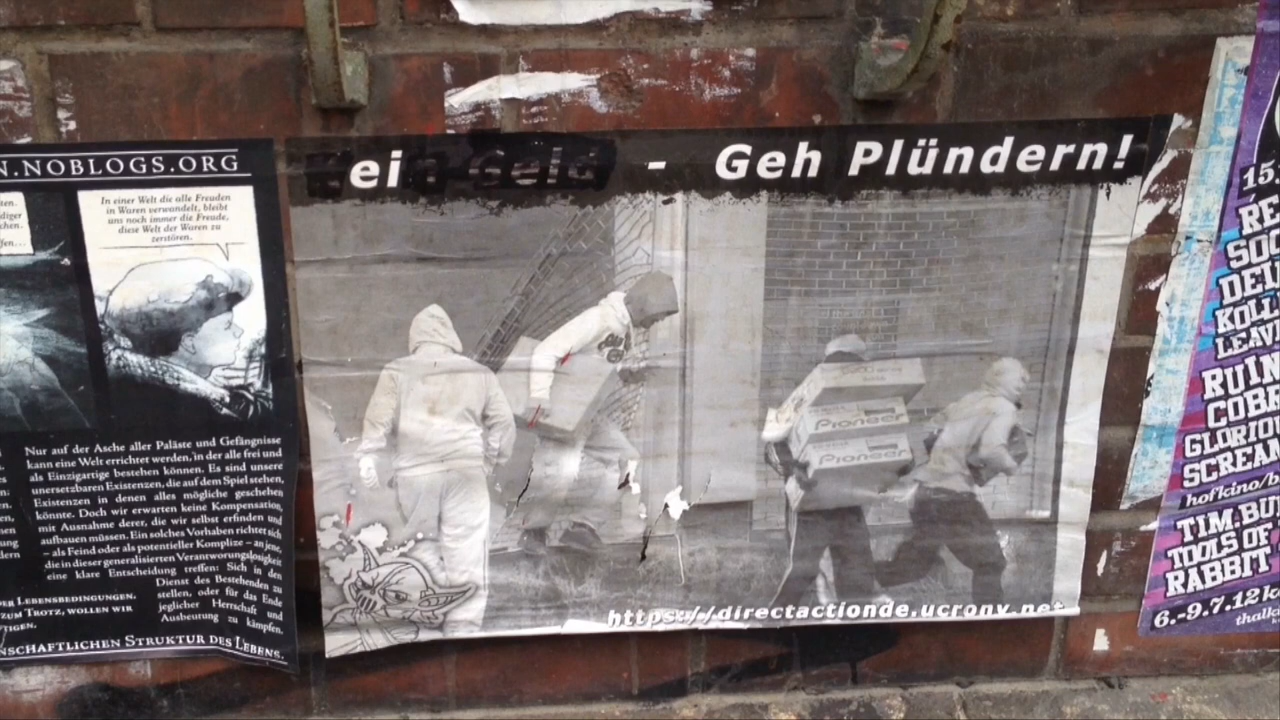 N.NOBLOGS.ORG
In einer Welt die alle Freuden
in Waren verwandelt, bleibt
uns noch immer die Freude,
diese Welt der Waren zu
zerstören.
Nur auf der Asche aller Paläste und Gefängnisse
kann eine Welt errichtet werden, in der alle frei und
als Einzigartige bestehen können. Es sind unsere
unersetzbaren Existenzen, die auf dem Spiel stehen,
Existenzen in denen alles mögliche geschehen
könnte. Doch wir erwarten keine Kompensation,
mit Ausnahme derer, die wir selbst erfinden und
aufbauen müssen. Ein solches Vorhaben richtet sich
– als Feind oder als potentieller Komplize – an jene,
die in dieser generalisierten Verantwortungslosigkeit
eine klare Entscheidung treffen: Sich in den
Dienst des Bestehenden zu
stellen, oder für das Ende
jeglicher Herrschaft und
Ausbeutung zu kämpfen.
LEBENSBEDINGUNGEN.
ZUM TROTZ, WOLLEN WIR
NSCHAFTLICHEN STRUKTUR DES LEBENS.
Kein Geld - Geh Plündern!
Pioneer
Pioneer
https://directactionde.ucrony.net
15.
RE
SOO
DEU
KOLL
LEAV
RUIN
COBR
GLORIOU
SCREAM
hofkino/b
TIM.BU
TOOLS OF
RABBIT
6.-9.7.12 k
thalk